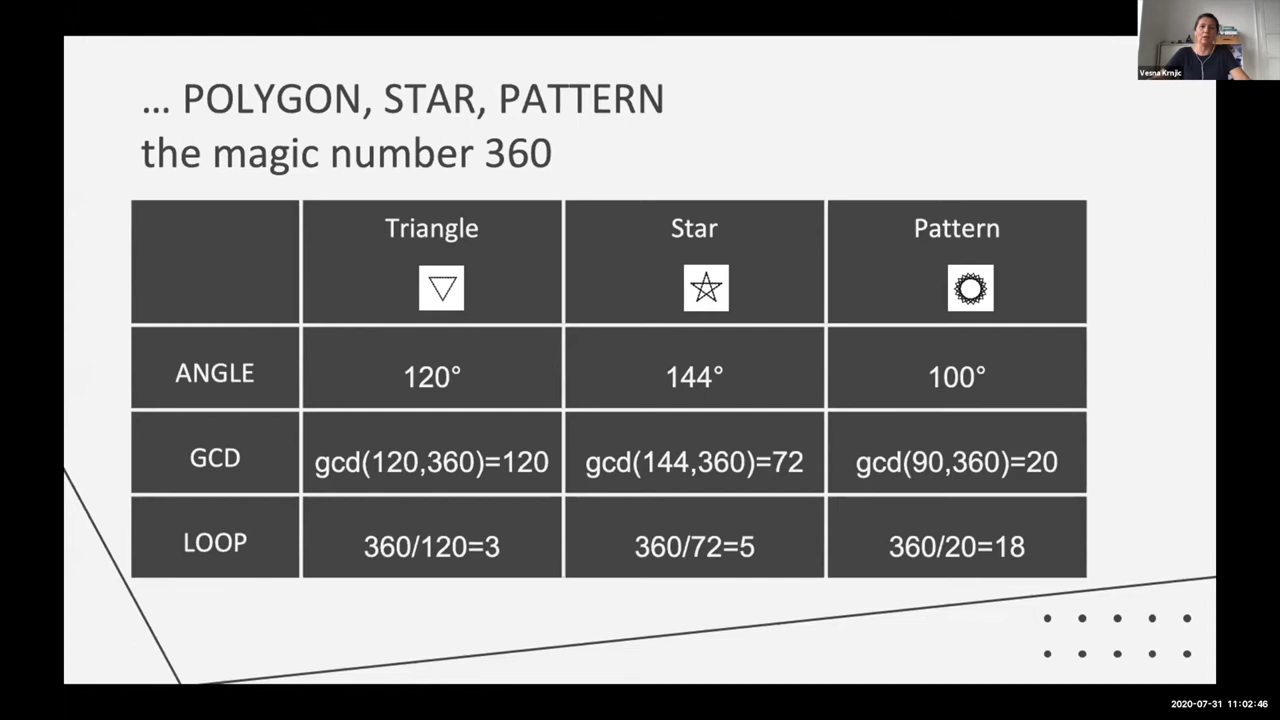 ... POLYGON, STAR, PATTERN
the magic number 360
Triangle Star Pattern
ANGLE 120° 144° 100°
GCD gcd(120,360)=120 gcd(144,360)=72 gcd(90,360)=20
LOOP 360/120=3 360/72=5 360/20=18
Vesna Krnjic
2020-07-31 11:02:46